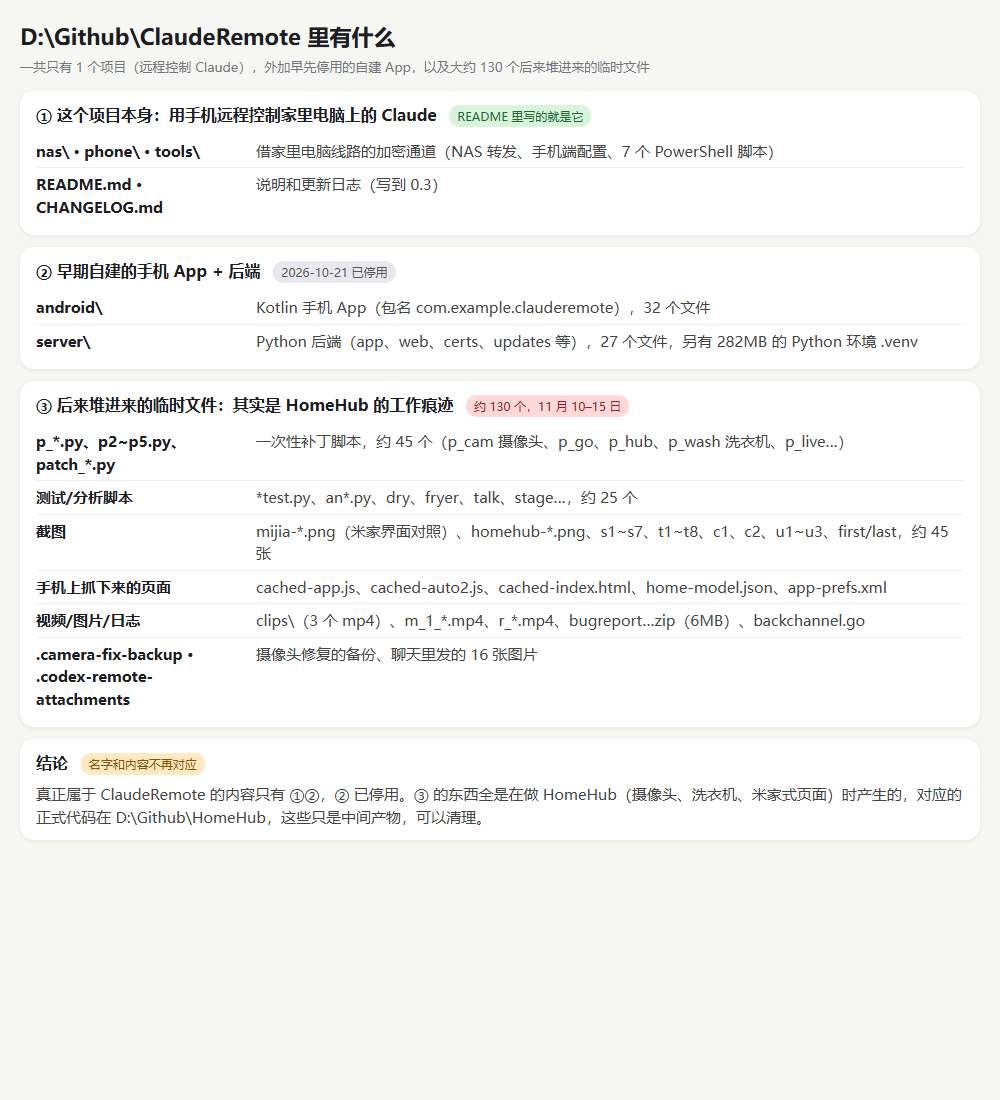 D:\Github\ClaudeRemote 里有什么
一共只有 1 个项目（远程控制 Claude），外加早先停用的自建 App，以及大约 130 个后来堆进来的临时文件
① 这个项目本身：用手机远程控制家里电脑上的 Claude README 里写的就是它
nas\ • phone\ • tools\ 借家里电脑线路的加密通道（NAS 转发、手机端配置、7 个 PowerShell 脚本）
README.md • 说明和更新日志（写到 0.3）
CHANGELOG.md
② 早期自建的手机 App + 后端 2026-10-21 已停用
android\ Kotlin 手机 App（包名 com.example.clauderemote），32 个文件
server\ Python 后端（app、web、certs、updates 等），27 个文件，另有 282MB 的 Python 环境 .venv
③ 后来堆进来的临时文件：其实是 HomeHub 的工作痕迹 约 130 个，11 月 10–15 日
p_*.py、p2~p5.py、 一次性补丁脚本，约 45 个（p_cam 摄像头、p_go、p_hub、p_wash 洗衣机、p_live…）
patch_*.py
测试/分析脚本 *test.py、an*.py、dry、fryer、talk、stage…，约 25 个
截图 mijia-*.png（米家界面对照）、homehub-*.png、s1~s7、t1~t8、c1、c2、u1~u3、first/last，约 45
张
手机上抓下来的页面 cached-app.js、cached-auto2.js、cached-index.html、home-model.json、app-prefs.xml
视频/图片/日志 clips\（3 个 mp4）、m_1_*.mp4、r_*.mp4、bugreport…zip（6MB）、backchannel.go
.camera-fix-backup • 摄像头修复的备份、聊天里发的 16 张图片
.codex-remote-
attachments
结论 名字和内容不再对应
真正属于 ClaudeRemote 的内容只有 ①②，② 已停用。③ 的东西全是在做 HomeHub（摄像头、洗衣机、米家式页面）时产生的，对应的
正式代码在 D:\Github\HomeHub，这些只是中间产物，可以清理。